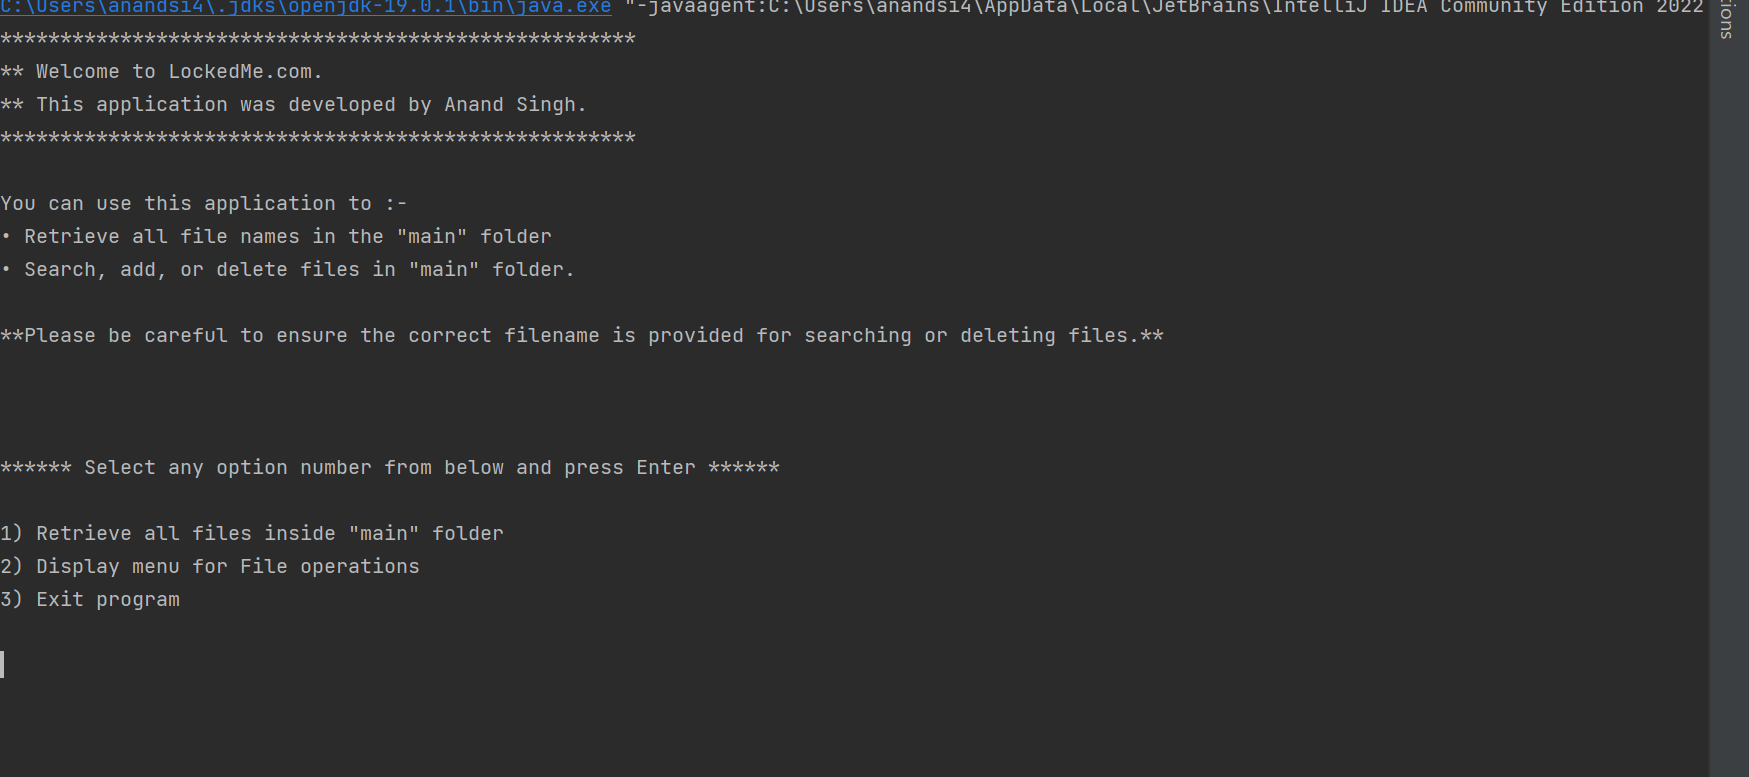 C:\Users\anandsi4\.jdks\openjdk-19.0.1\bin\java.exe "-javaagent:C:\Users\anandsi4\AppData\Local\JetBrains\IntelliJ IDEA Community Edition 2022
*****************************************************
** Welcome to LockedMe.com.
** This application was developed by Anand Singh.
*****************************************************
You can use this application to :-
• Retrieve all file names in the "main" folder
• Search, add, or delete files in "main" folder.
**Please be careful to ensure the correct filename is provided for searching or deleting files.**
****** Select any option number from below and press Enter ******
1) Retrieve all files inside "main" folder
2) Display menu for File operations
3) Exit program